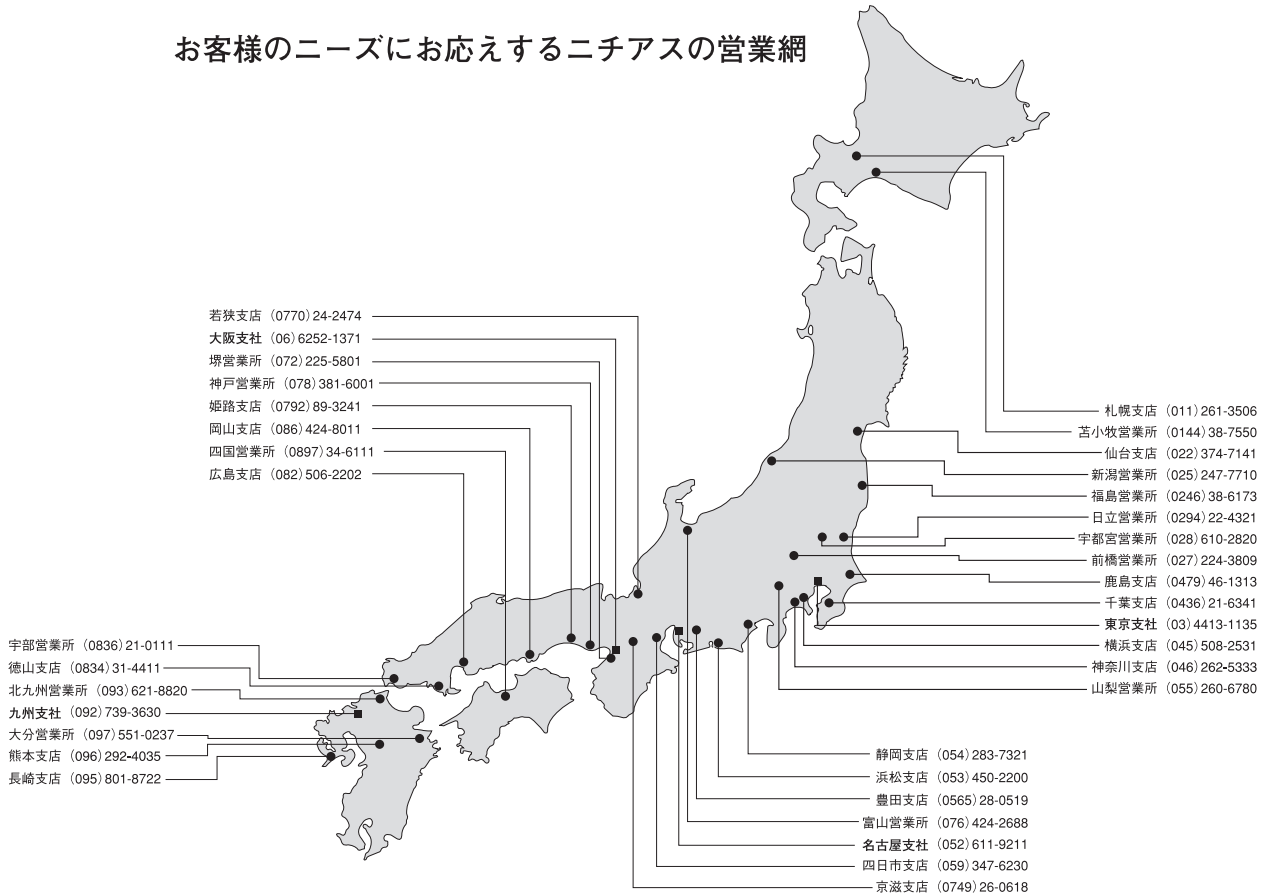 お客様のニーズにお応えするニチアスの営業網
若狭支店 (0770)24-2474
大阪支社 (06)6252-1371
堺営業所 (072)225-5801
神戸営業所 (078)381-6001
姫路支店 (0792)89-3241
岡山支店 (086)424-8011
四国営業所 (0897)34-6111
広島支店 (082)506-2202
札幌支店 (011)261-3506
苫小牧営業所 (0144)38-7550
仙台支店 (022)374-7141
新潟営業所 (025)247-7710
福島営業所 (0246)38-6173
日立営業所 (0294)22-4321
宇都宮営業所 (028)610-2820
前橋営業所 (027)224-3809
鹿島支店 (0479)46-1313
千葉支店 (0436)21-6341
東京支社 (03)4413-1135
横浜支店 (045)508-2531
神奈川支店 (046)262-5333
山梨営業所 (055)260-6780
宇部営業所 (0836)21-0111
徳山支店 (0834)31-4411
北九州営業所 (093)621-8820
九州支社 (092)739-3630
大分営業所 (097)551-0237
熊本支店 (096)292-4035
長崎支店 (095)801-8722
静岡支店 (054)283-7321
浜松支店 (053)450-2200
豊田支店 (0565)28-0519
富山営業所 (076)424-2688
名古屋支社 (052)611-9211
四日市支店 (059)347-6230
京滋支店 (0749)26-0618